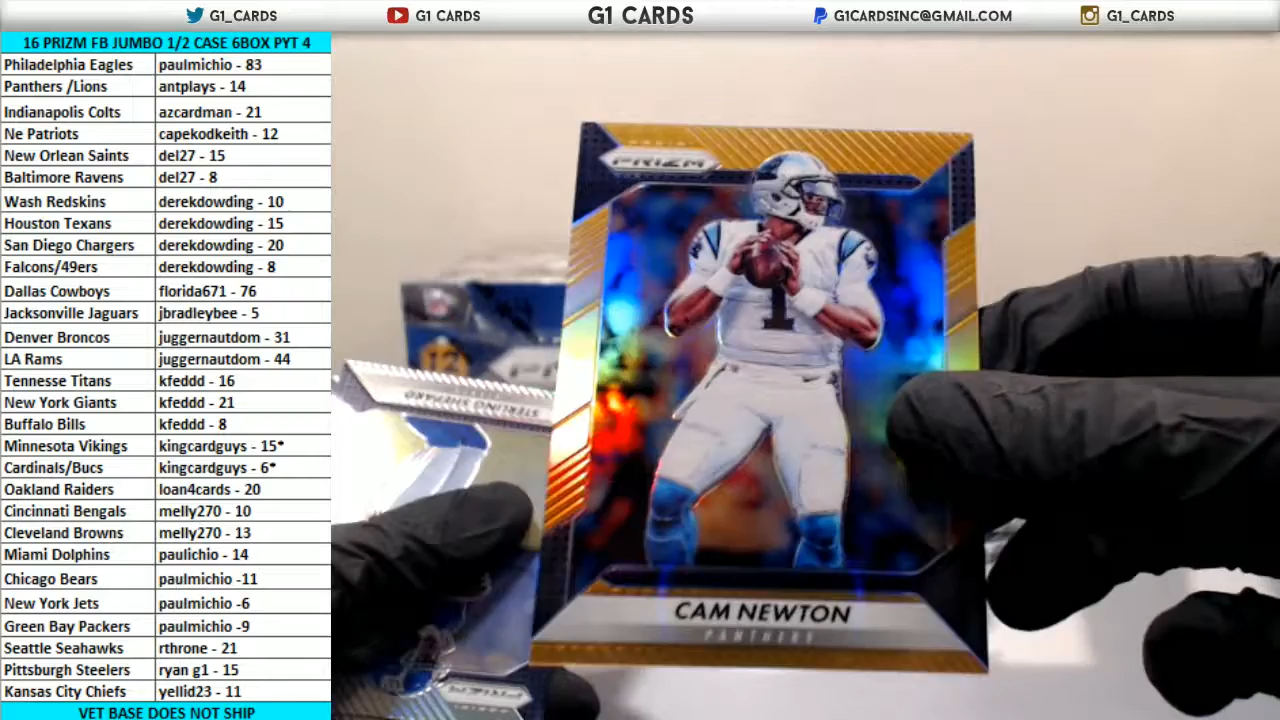 G1_CARDS
G1 CARDS
G1 CARDS
G1CARDSINC@GMAIL.COM
G1_CARDS
16 PRIZM FB JUMBO 1/2 CASE 6BOX PYT 4
Philadelphia Eagles paulmichio - 83
Panthers /Lions antplays - 14
Indianapolis Colts azcardman - 21
Ne Patriots capekodkeith - 12
New Orlean Saints del27 - 15
Baltimore Ravens del27 - 8
Wash Redskins derekdowding - 10
Houston Texans derekdowding - 15
San Diego Chargers derekdowding - 20
Falcons/49ers derekdowding - 8
Dallas Cowboys florida671 - 76
Jacksonville Jaguars jbradleybee - 5
Denver Broncos juggernautdom - 31
LA Rams juggernautdom - 44
Tennesse Titans kfeddd - 16
New York Giants kfeddd - 21
Buffalo Bills kfeddd - 8
Minnesota Vikings kingcardguys - 15*
Cardinals/Bucs kingcardguys - 6*
Oakland Raiders loan4cards - 20
Cincinnati Bengals melly270 - 10
Cleveland Browns melly270 - 13
Miami Dolphins paulichio - 14
Chicago Bears paulmichio -11
New York Jets paulmichio -6
Green Bay Packers paulmichio -9
Seattle Seahawks rthrone - 21
Pittsburgh Steelers ryan g1 - 15
Kansas City Chiefs yellid23 - 11
VET BASE DOES NOT SHIP
PRIZM
1
CAM NEWTON
PANTHERS
STERLING SHEPARD
12
PRIZM